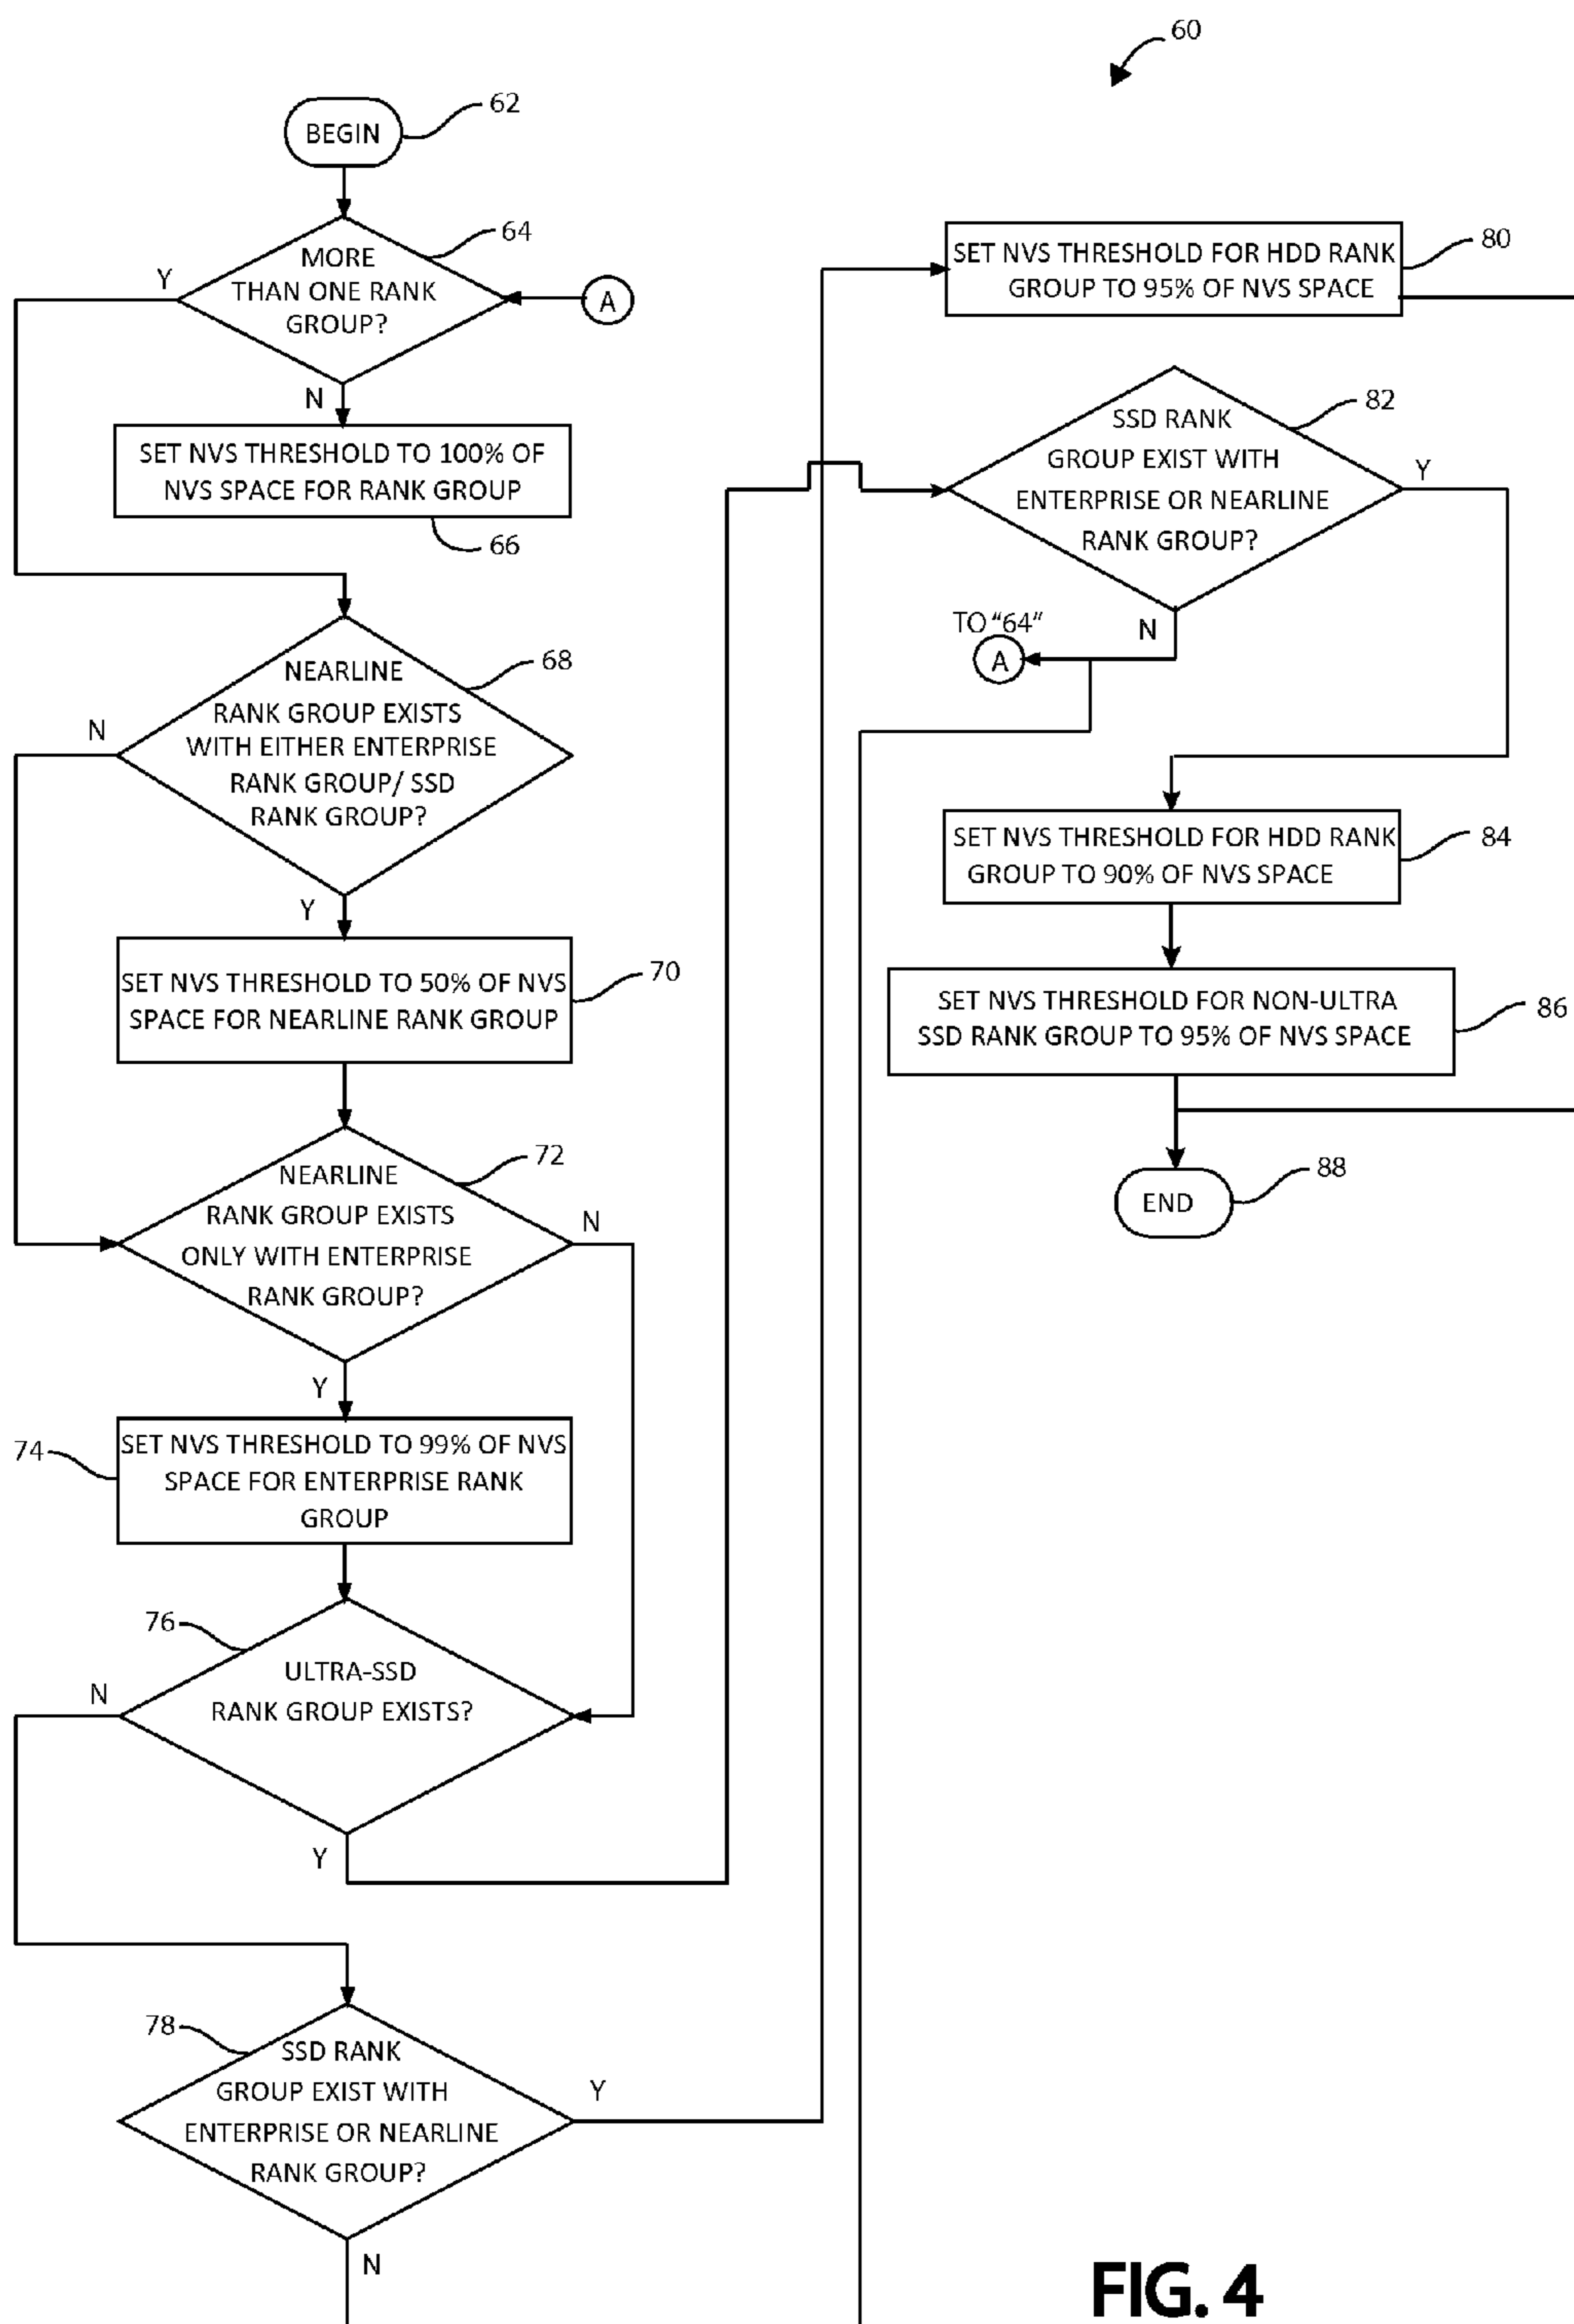 60
BEGIN
62
MORE
THAN ONE RANK
GROUP?
64
A
Y
N
SET NVS THRESHOLD TO 100% OF
NVS SPACE FOR RANK GROUP
66
NEARLINE
RANK GROUP EXISTS
WITH EITHER ENTERPRISE
RANK GROUP/ SSD
RANK GROUP?
68
N
Y
SET NVS THRESHOLD TO 50% OF NVS
SPACE FOR NEARLINE RANK GROUP
70
NEARLINE
RANK GROUP EXISTS
ONLY WITH ENTERPRISE
RANK GROUP?
72
N
Y
74
SET NVS THRESHOLD TO 99% OF NVS
SPACE FOR ENTERPRISE RANK
GROUP
76
ULTRA-SSD
RANK GROUP EXISTS?
N
Y
78
SSD RANK
GROUP EXIST WITH
ENTERPRISE OR NEARLINE
RANK GROUP?
Y
N
SET NVS THRESHOLD FOR HDD RANK
GROUP TO 95% OF NVS SPACE
80
SSD RANK
GROUP EXIST WITH
ENTERPRISE OR NEARLINE
RANK GROUP?
82
Y
N
TO “64”
A
SET NVS THRESHOLD FOR HDD RANK
GROUP TO 90% OF NVS SPACE
84
SET NVS THRESHOLD FOR NON-ULTRA
SSD RANK GROUP TO 95% OF NVS SPACE
86
END
88
FIG. 4